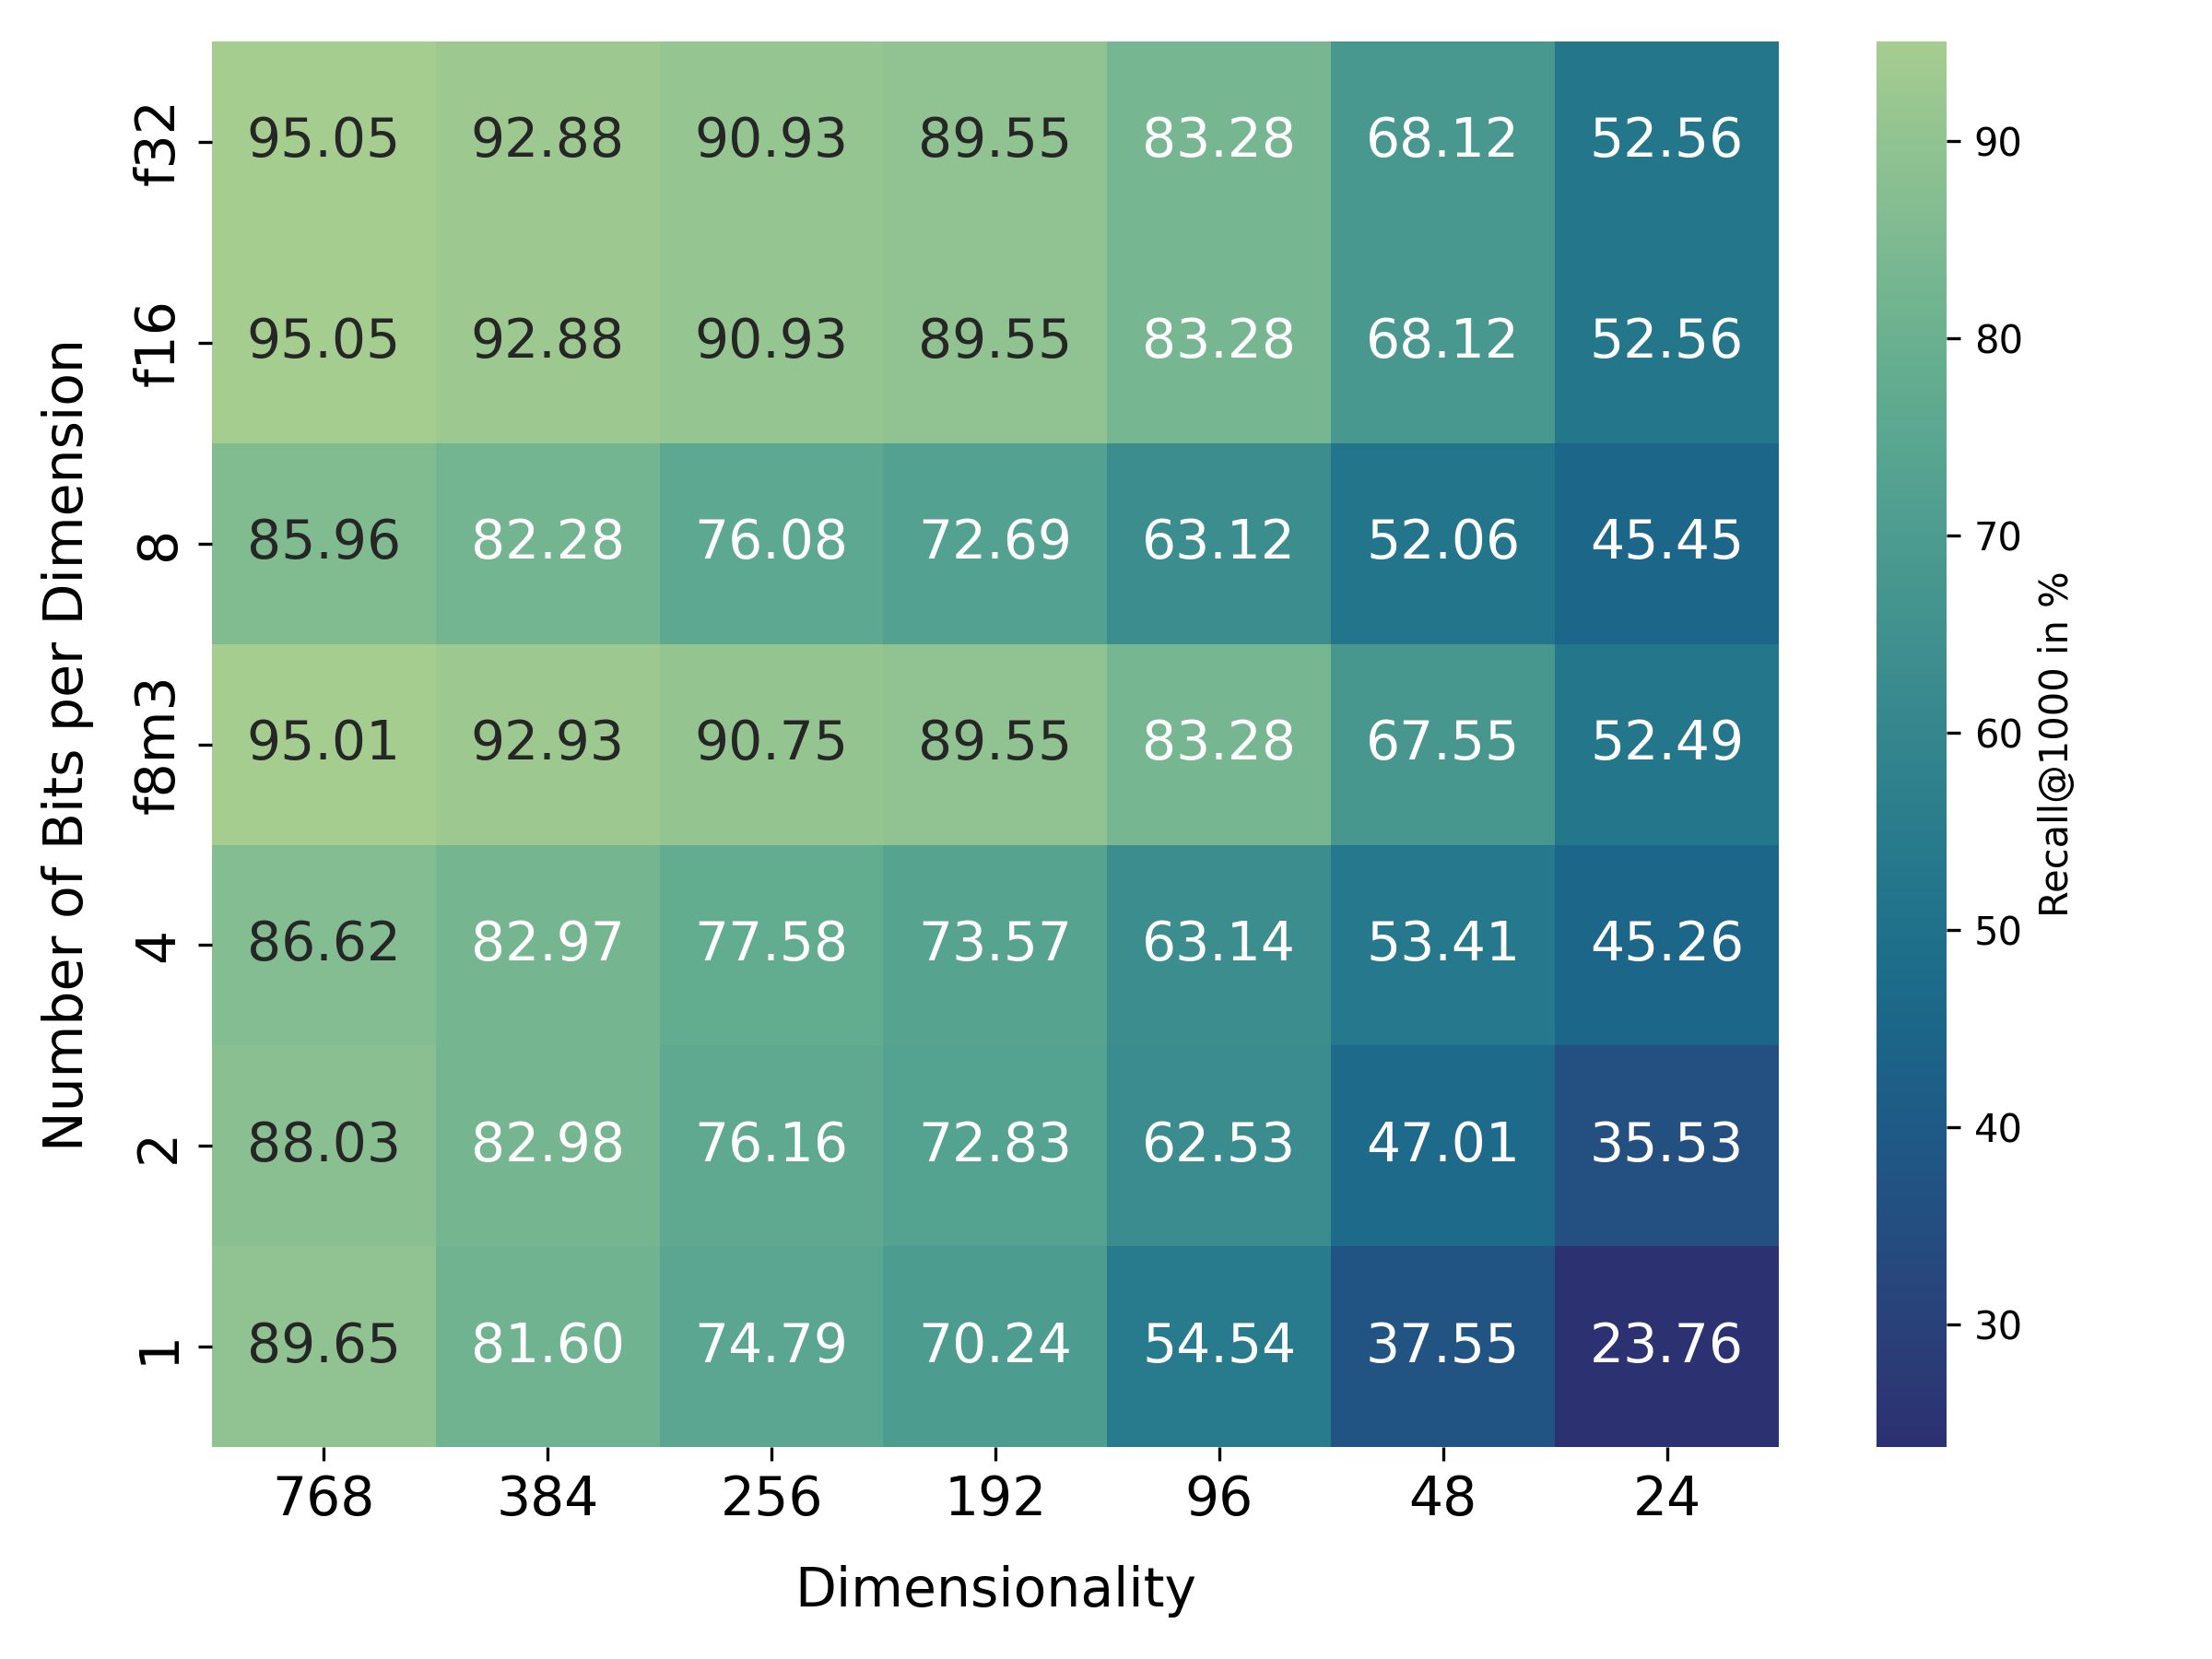 Number of Bits per Dimension
f32 95.05 92.88 90.93 89.55 83.28 68.12 52.56
f16 95.05 92.88 90.93 89.55 83.28 68.12 52.56
8 85.96 82.28 76.08 72.69 63.12 52.06 45.45
f8m3 95.01 92.93 90.75 89.55 83.28 67.55 52.49
4 86.62 82.97 77.58 73.57 63.14 53.41 45.26
2 88.03 82.98 76.16 72.83 62.53 47.01 35.53
1 89.65 81.60 74.79 70.24 54.54 37.55 23.76
768 384 256 192 96 48 24
Dimensionality
90
80
70
60
50
40
30
Recall@1000 in %